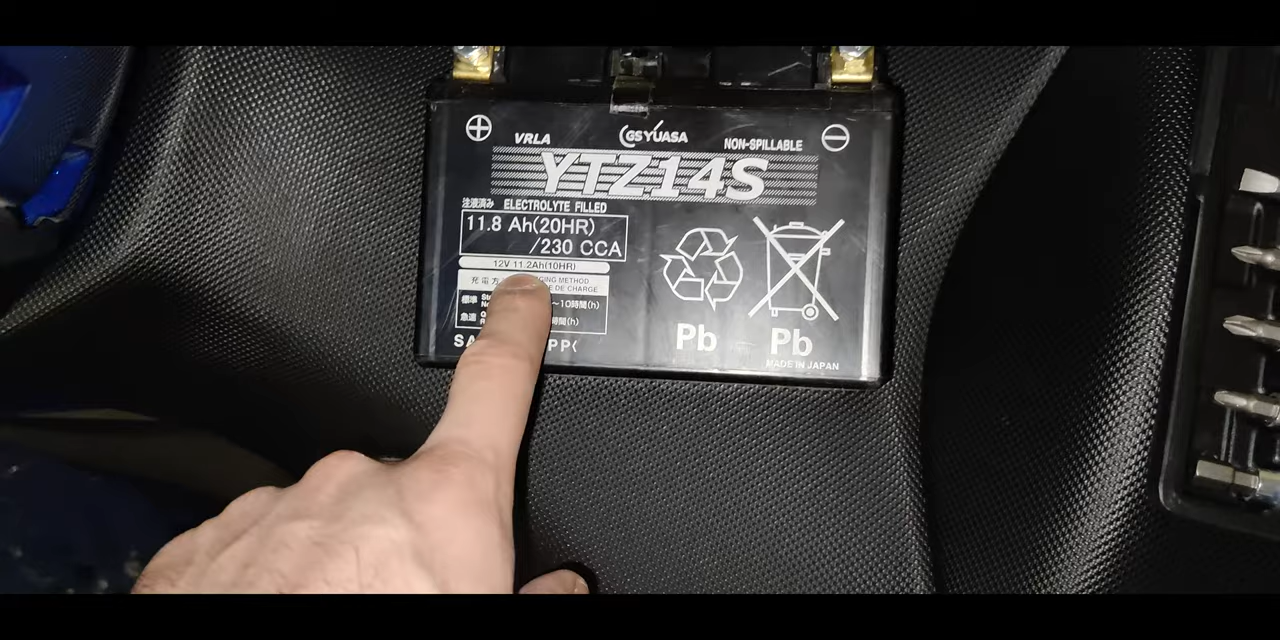 VRLA
GS YUASA
NON-SPILLABLE
YTZ14S
注液済み ELECTROLYTE FILLED
11.8 Ah(20HR)
/230 CCA
12V 11.2Ah(10HR)
充電方
METHOD
DE CHARGE
標準
~10時間(h)
急速
時間(h)
Pb
Pb
MADE IN JAPAN